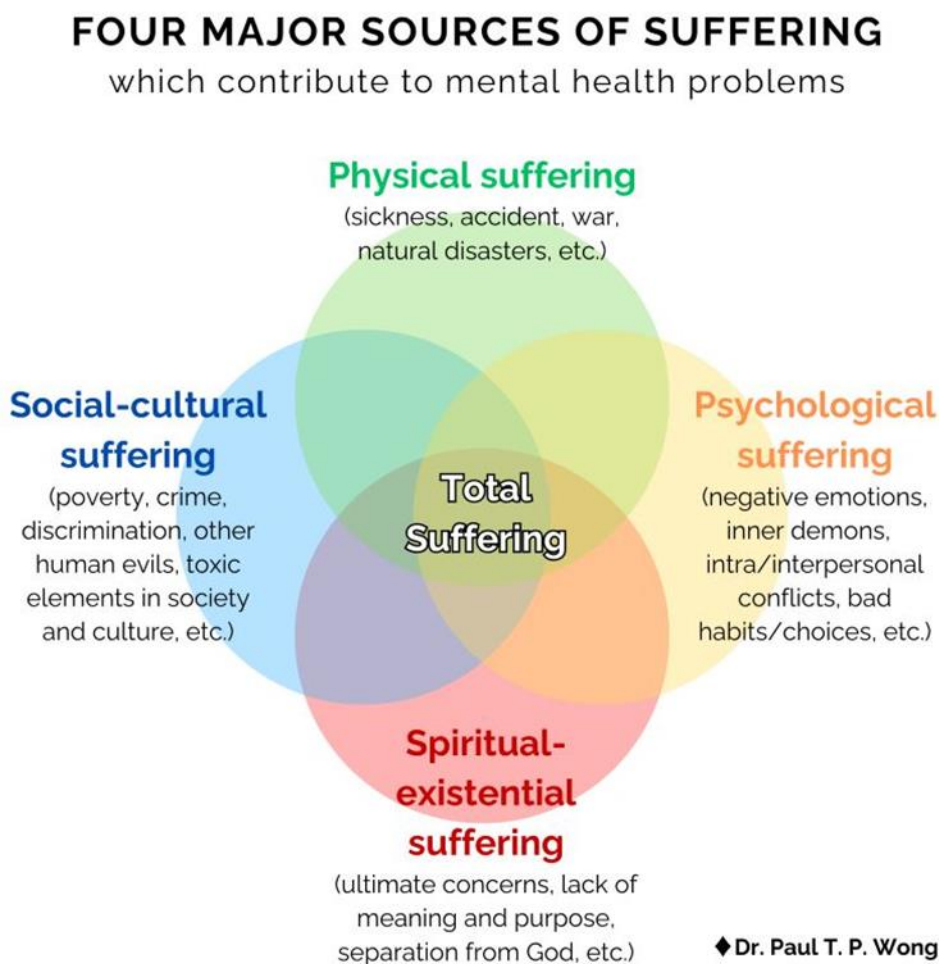 FOUR MAJOR SOURCES OF SUFFERING
which contribute to mental health problems
Physical suffering
(sickness, accident, war,
natural disasters, etc.)
Social-cultural
suffering
(poverty, crime,
discrimination, other
human evils, toxic
elements in society
and culture, etc.)
Total
Suffering
Psychological
suffering
(negative emotions,
inner demons,
intra/interpersonal
conflicts, bad
habits/choices, etc.)
Spiritual-
existential
suffering
(ultimate concerns, lack of
meaning and purpose,
separation from God, etc.)
♦Dr. Paul T. P. Wong